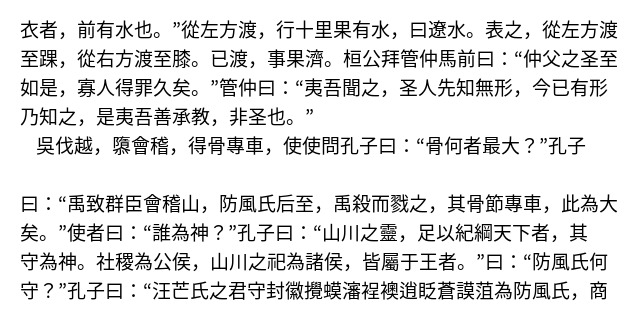 衣者，前有水也。”從左方渡，行十里果有水，曰遼水。表之，從左方渡
至踝，從右方渡至膝。已渡，事果濟。桓公拜管仲馬前曰：“仲父之圣至
如是，寡人得罪久矣。”管仲曰：“夷吾聞之，圣人先知無形，今已有形
乃知之，是夷吾善承教，非圣也。”
吳伐越，隳會稽，得骨專車，使使問孔子曰：“骨何者最大？”孔子
曰：“禹致群臣會稽山，防風氏后至，禹殺而戮之，其骨節專車，此為大
矣。”使者曰：“誰為神？”孔子曰：“山川之靈，足以紀綱天下者，其
守為神。社稷為公侯，山川之祀為諸侯，皆屬于王者。”曰：“防風氏何
守？”孔子曰：“汪芒氏之君守封徽攪蟆瀋裎襖逍眨蒼謨菹為防風氏，商